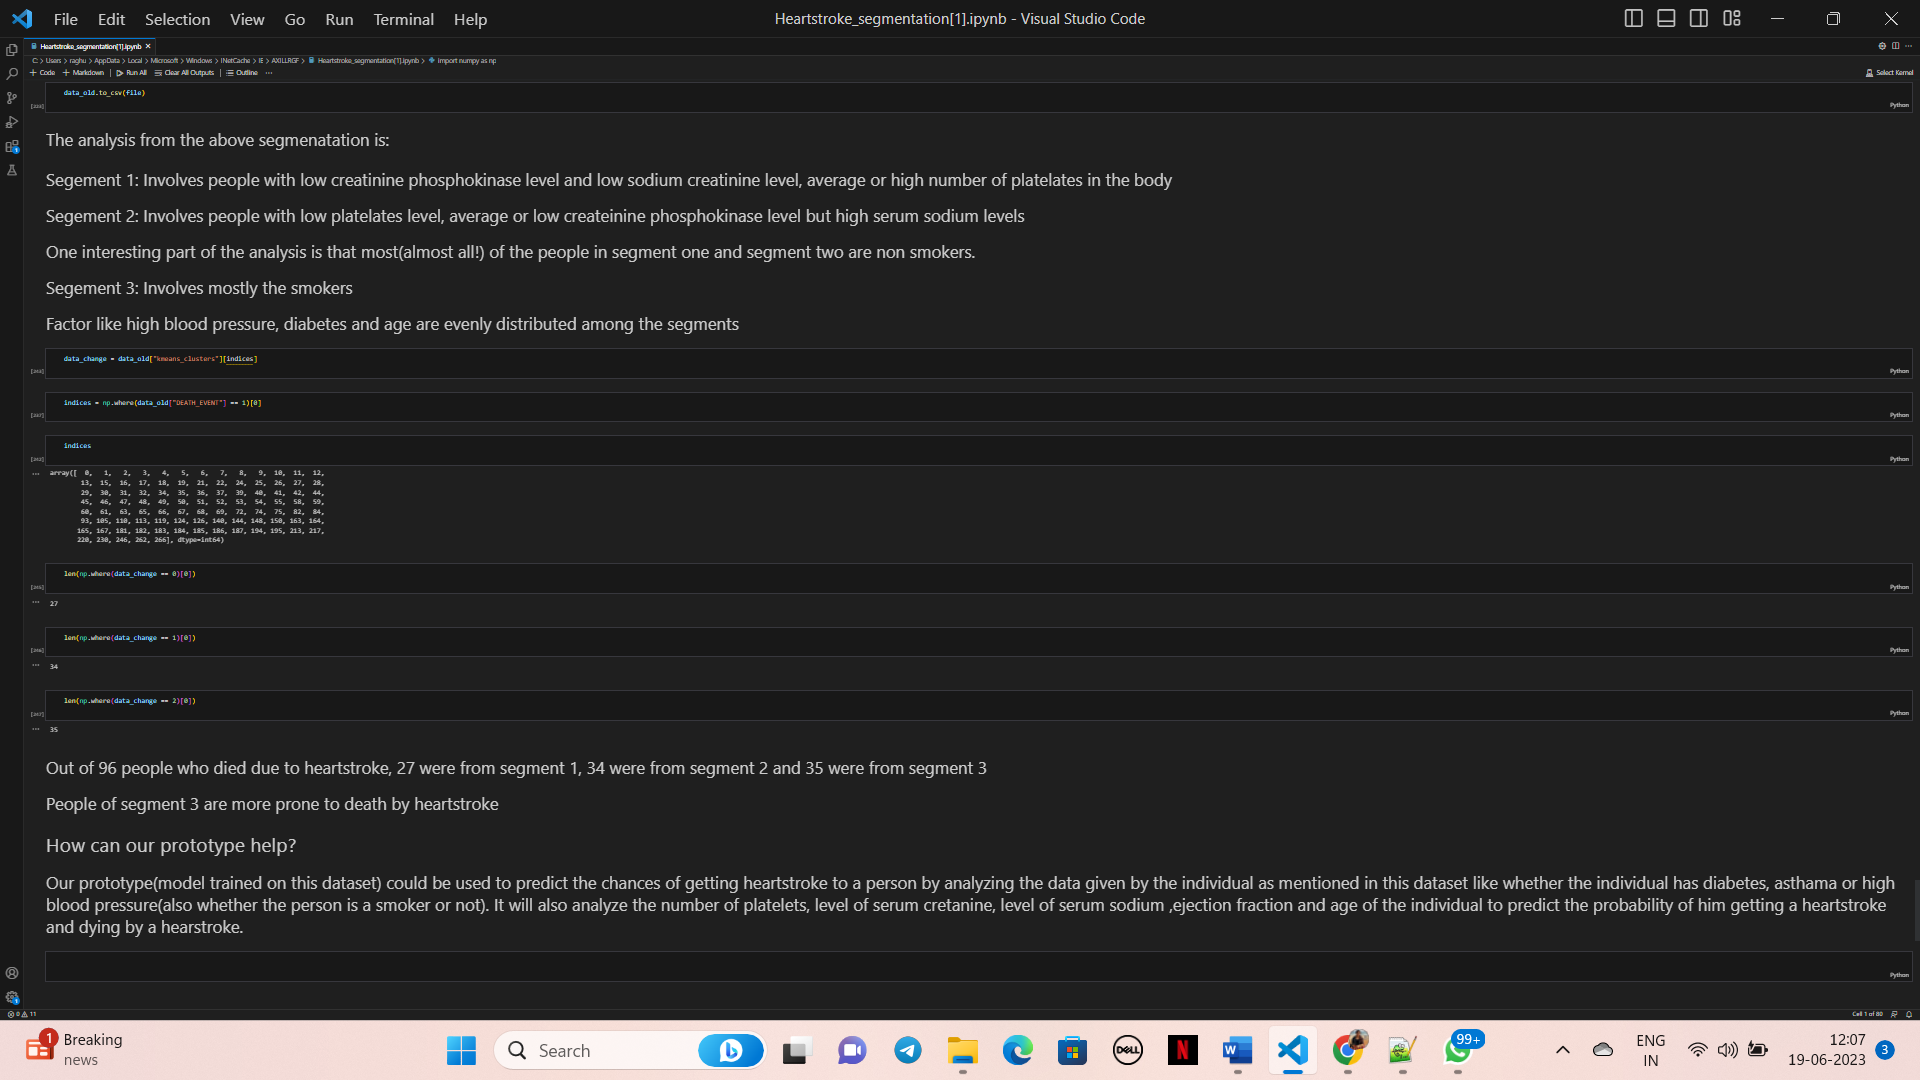 File Edit Selection View Go Run Terminal Help
Heartstroke_segmentation[1].ipynb - Visual Studio Code
Heartstroke_segmentation[1].ipynb
C: > Users > raghu > AppData > Local > Microsoft > Windows > INetCache > IE > AXILLRGF > Heartstroke_segmentation[1].ipynb > import numpy as np
+ Code + Markdown | Run All Clear All Outputs | Outline ...
Select Kernel
data_old.to_csv(file)
Python
The analysis from the above segmenatation is:
Segement 1: Involves people with low creatinine phosphokinase level and low sodium creatinine level, average or high number of platelates in the body
Segement 2: Involves people with low platelates level, average or low createinine phosphokinase level but high serum sodium levels
One interesting part of the analysis is that most(almost all!) of the people in segment one and segment two are non smokers.
Segement 3: Involves mostly the smokers
Factor like high blood pressure, diabetes and age are evenly distributed among the segments
data_change = data_old["kmeans_clusters"][indices]
Python
indices = np.where(data_old["DEATH_EVENT"] == 1)[0]
Python
indices
Python
array([ 0, 1, 2, 3, 4, 5, 6, 7, 8, 9, 10, 11, 12,
13, 15, 16, 17, 18, 19, 21, 22, 24, 25, 26, 27, 28,
29, 30, 31, 32, 34, 35, 36, 37, 39, 40, 41, 42, 44,
45, 46, 47, 48, 49, 50, 51, 52, 53, 54, 55, 58, 59,
60, 61, 63, 65, 66, 67, 68, 69, 72, 74, 75, 82, 84,
93, 105, 110, 113, 119, 124, 126, 140, 144, 148, 150, 163, 164,
165, 167, 181, 182, 183, 184, 185, 186, 187, 194, 195, 213, 217,
220, 230, 246, 262, 266], dtype=int64)
len(np.where(data_change == 0)[0])
Python
27
len(np.where(data_change == 1)[0])
Python
34
len(np.where(data_change == 2)[0])
Python
35
Out of 96 people who died due to heartstroke, 27 were from segment 1, 34 were from segment 2 and 35 were from segment 3
People of segment 3 are more prone to death by heartstroke
How can our prototype help?
Our prototype(model trained on this dataset) could be used to predict the chances of getting heartstroke to a person by analyzing the data given by the individual as mentioned in this dataset like whether the individual has diabetes, asthama or high
blood pressure(also whether the person is a smoker or not). It will also analyze the number of platelets, level of serum cretanine, level of serum sodium ,ejection fraction and age of the individual to predict the probability of him getting a heartstroke
and dying by a hearstroke.
Python
0 11
Cell 1 of 80
1
Breaking
news
Search
DELL
N
W
99+
ENG
IN
12:07
19-06-2023
3